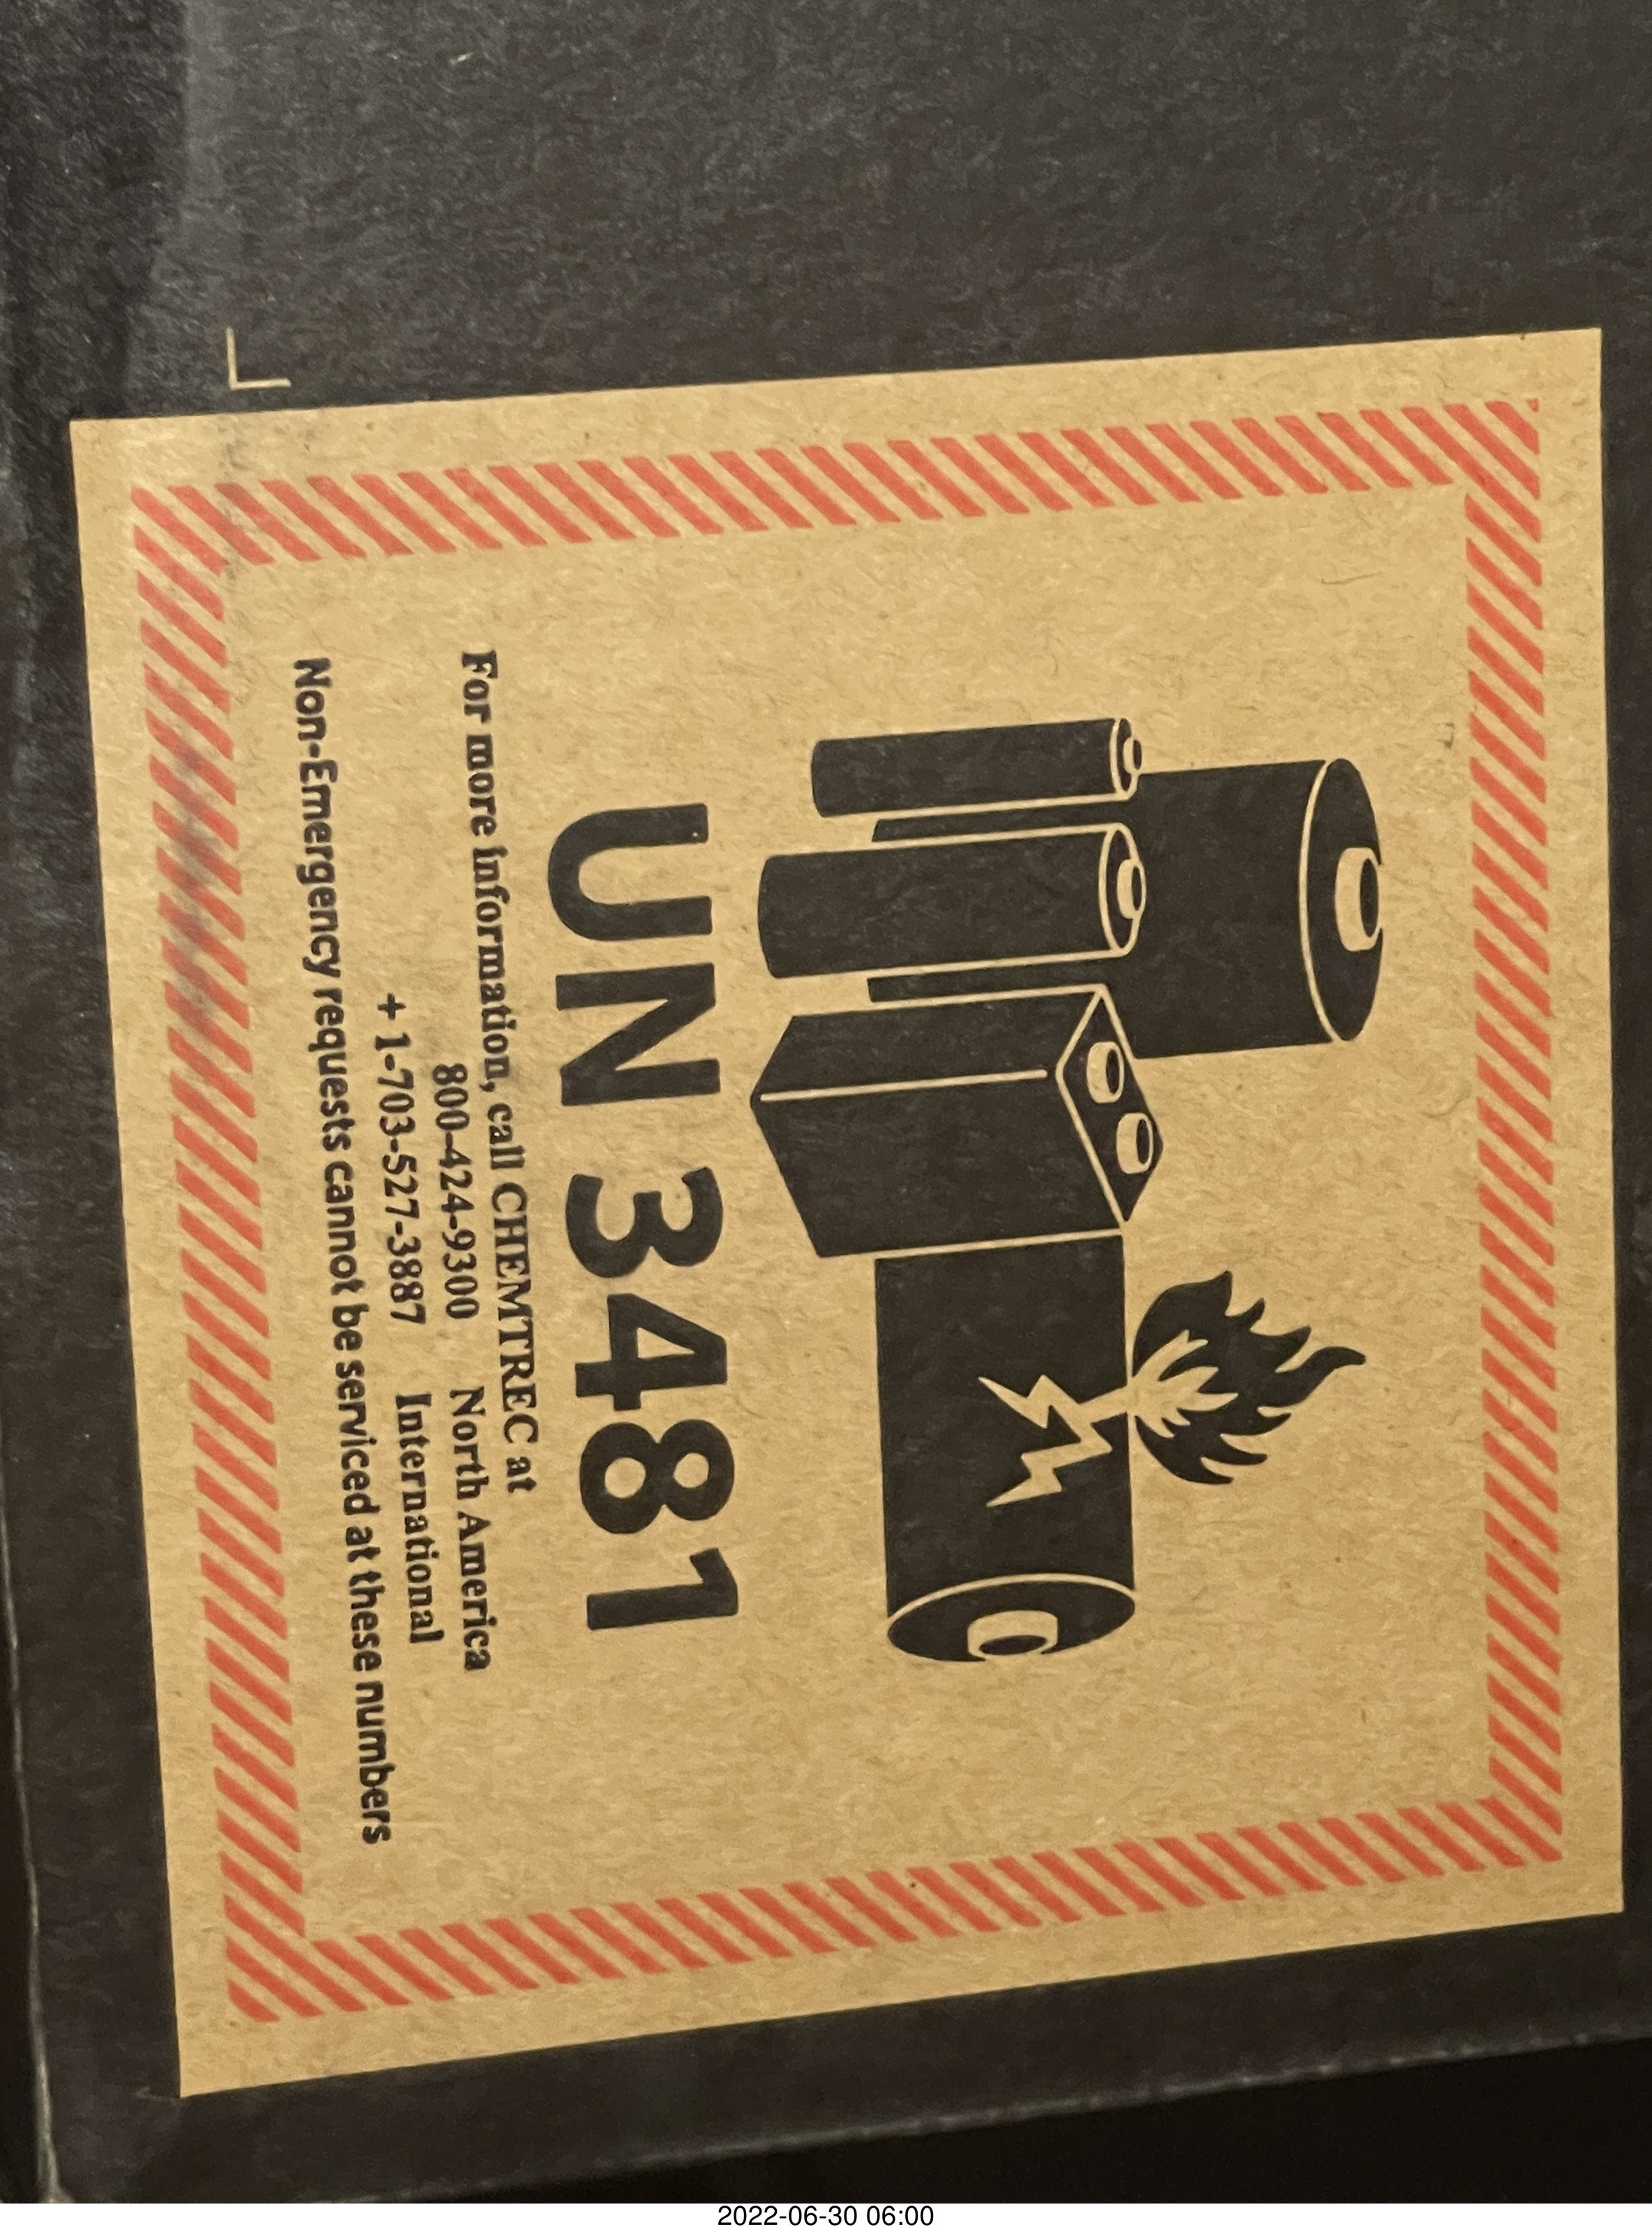 UN 3481
For more information, call CHEMTREC at
800-424-9300 North America
+ 1-703-527-3887 International
Non-Emergency requests cannot be serviced at these numbers
2022-06-30 06:00